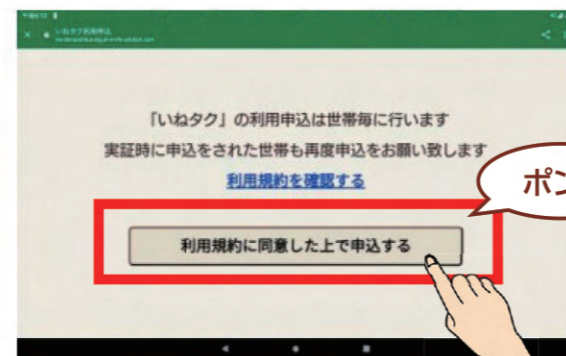 いねタク利用申込
「いねタク」の利用申込は世帯毎に行います
実証時に申込をされた世帯も再度申込をお願い致します
利用規約を確認する
ポン
利用規約に同意した上で申込する